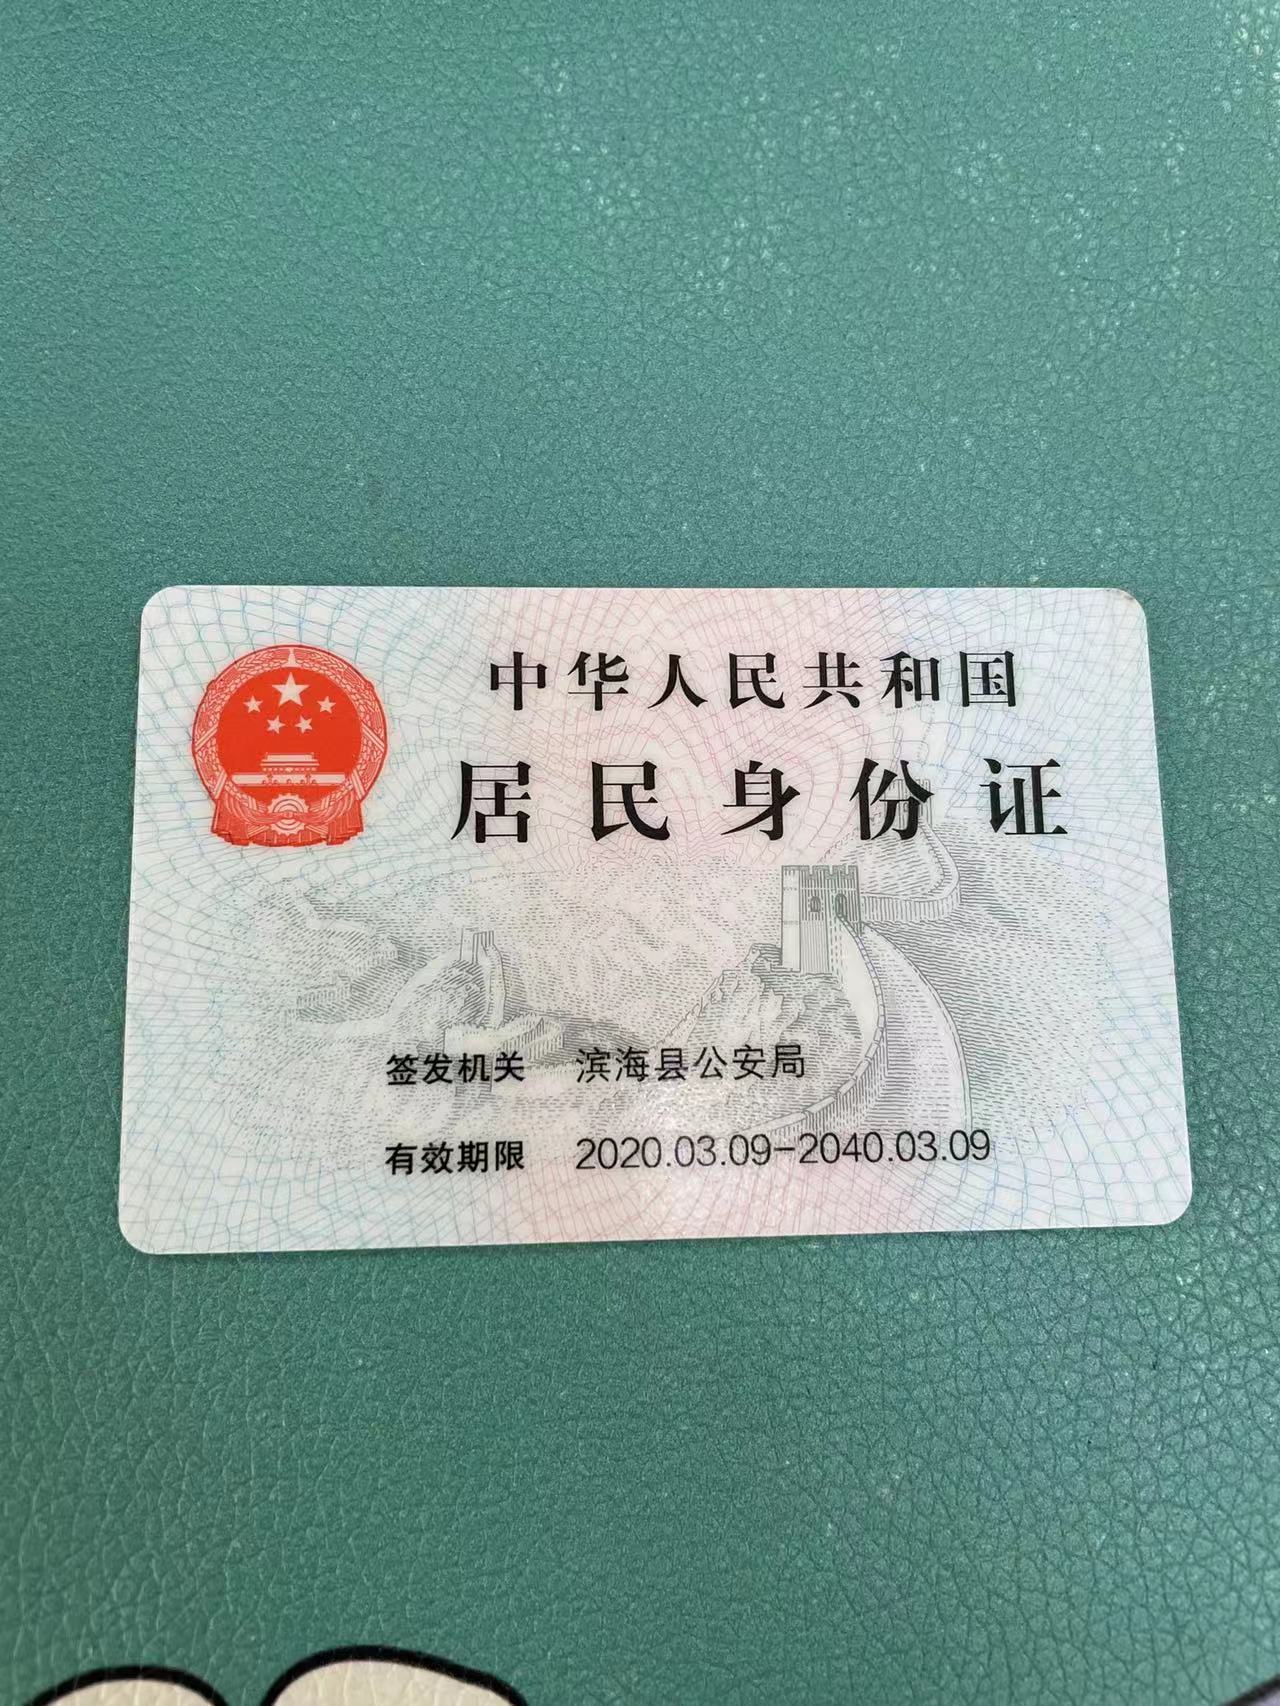 中华人民共和国
居民身份证
签发机关 滨海县公安局
有效期限 2020.03.09-2040.03.09